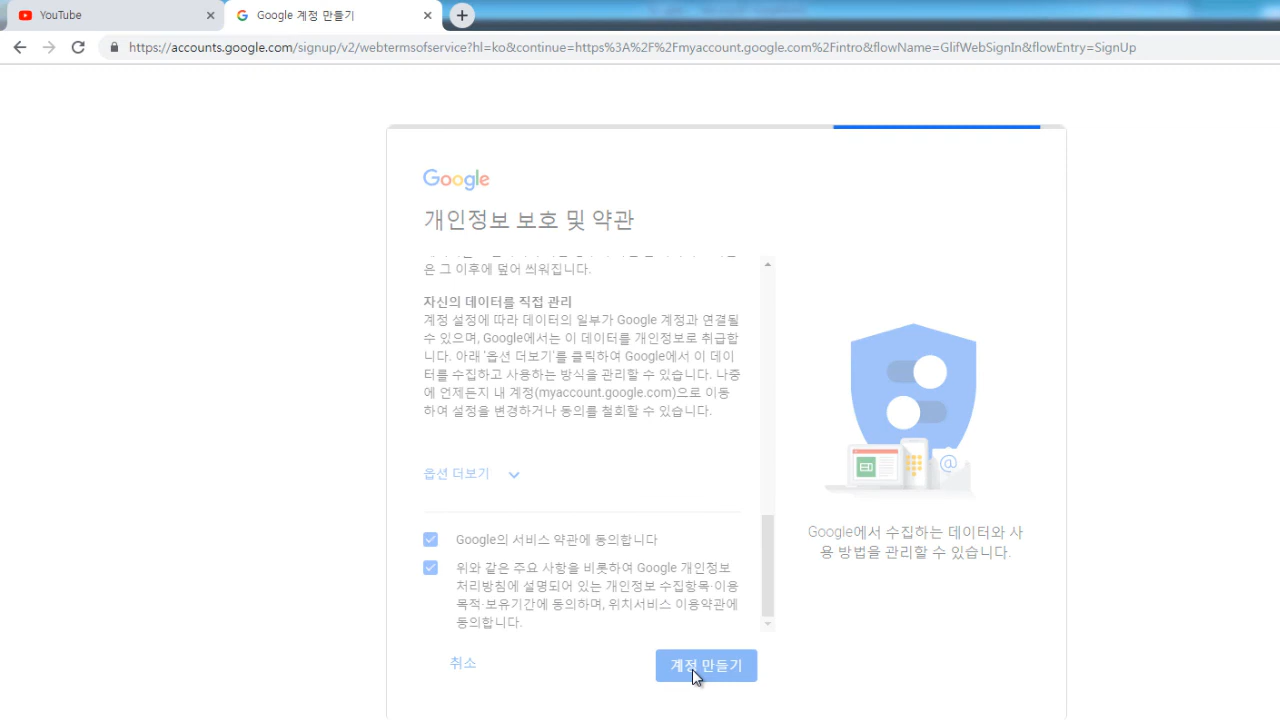 YouTube
Google 계정 만들기
https://accounts.google.com/signup/v2/webtermsofservice?hl=ko&continue=https%3A%2F%2Fmyaccount.google.com%2Fintro&flowName=GlifWebSignIn&flowEntry=SignUp
Google
개인정보 보호 및 약관
은 그 이후에 덮어 씌워집니다.
자신의 데이터를 직접 관리
계정 설정에 따라 데이터의 일부가 Google 계정과 연결될
수 있으며, Google에서는 이 데이터를 개인정보로 취급합
니다. 아래 '옵션 더보기'를 클릭하여 Google에서 이 데이
터를 수집하고 사용하는 방식을 관리할 수 있습니다. 나중
에 언제든지 내 계정(myaccount.google.com)으로 이동
하여 설정을 변경하거나 동의를 철회할 수 있습니다.
옵션 더보기
Google의 서비스 약관에 동의합니다
위와 같은 주요 사항을 비롯하여 Google 개인정보
처리방침에 설명되어 있는 개인정보 수집항목·이용
목적·보유기간에 동의하며, 위치서비스 이용약관에
동의합니다.
취소
계정 만들기
@
Google에서 수집하는 데이터와 사
용 방법을 관리할 수 있습니다.